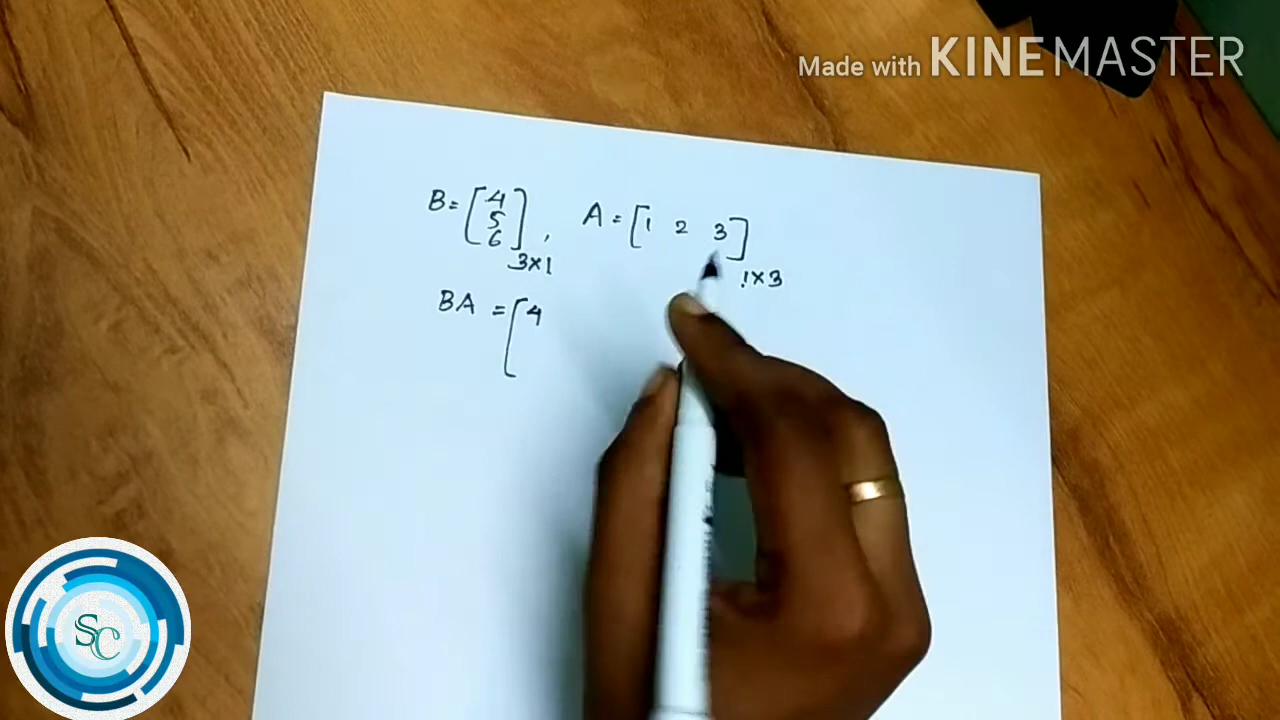 Made with KINEMASTER
B = [4 5 6] 3×1 , A = [1 2 3] 1×3
BA = [4
SC